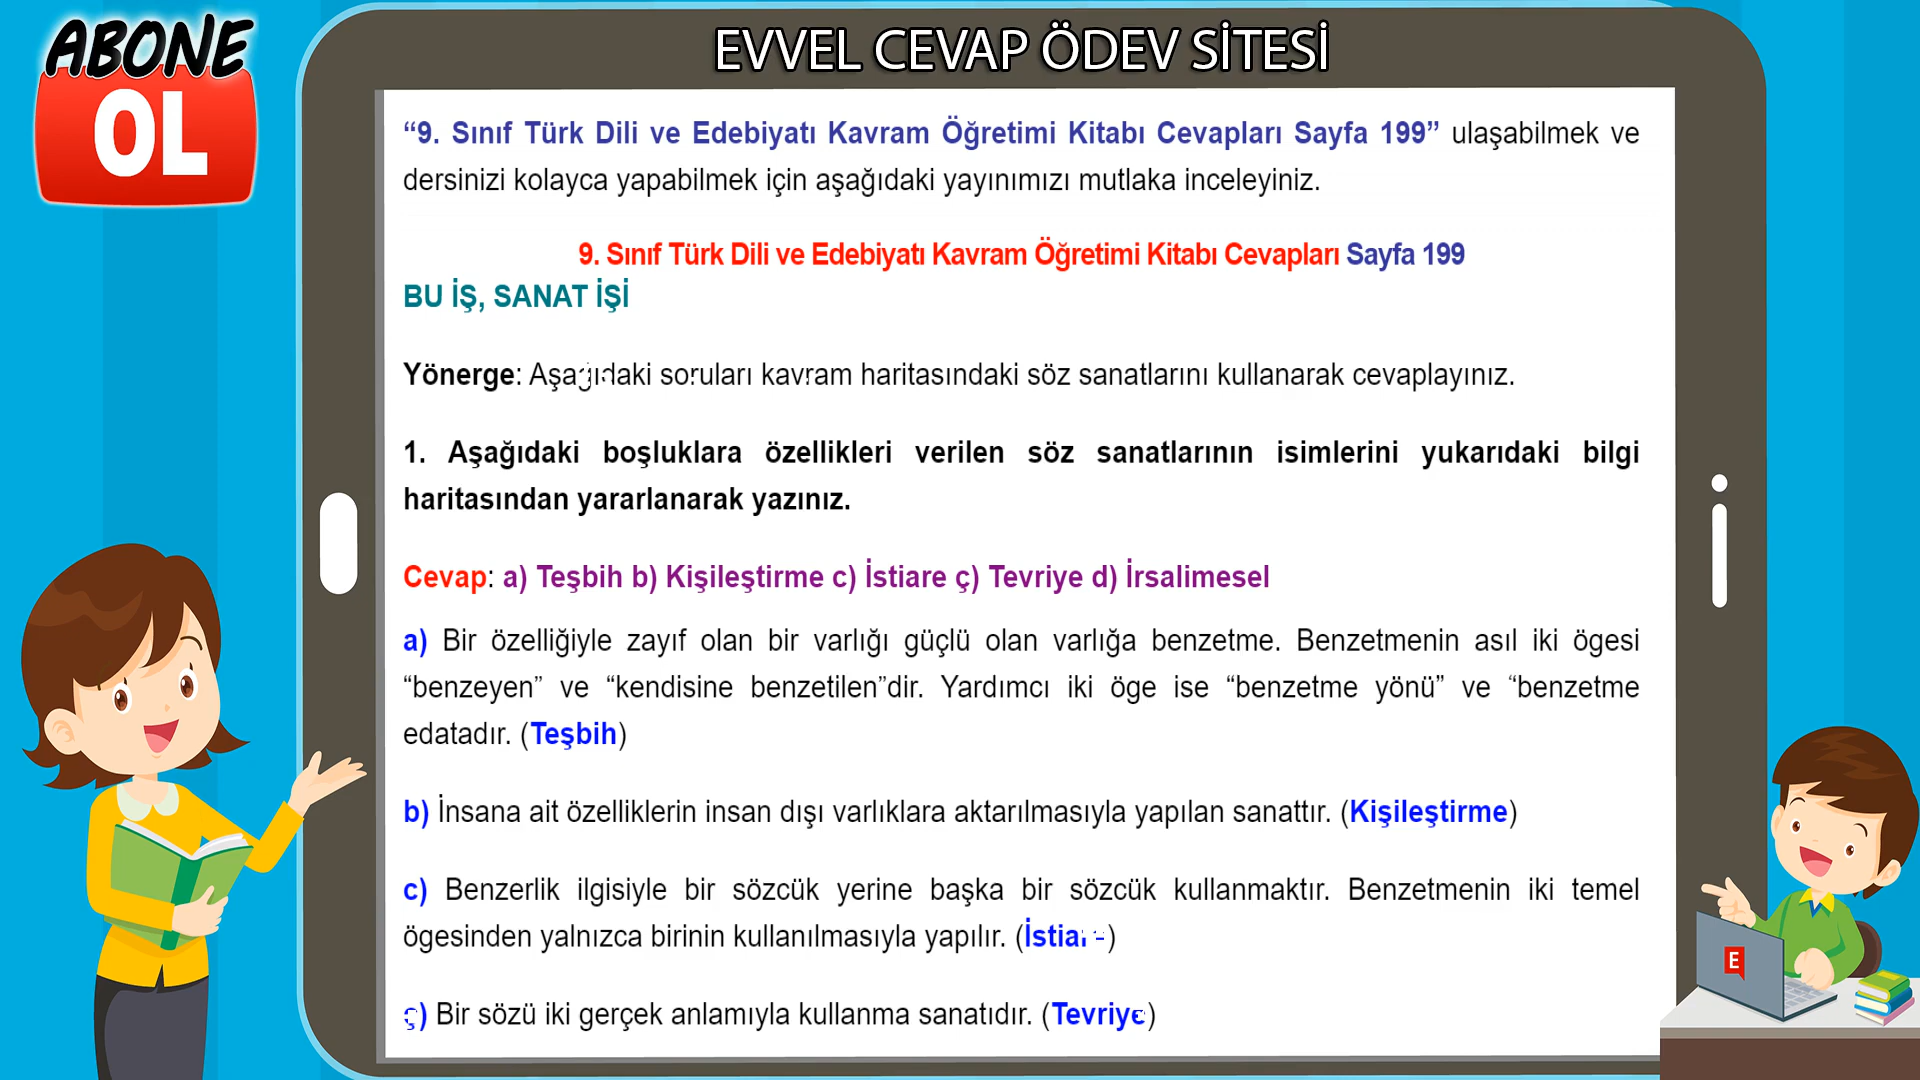 ABONE
OL
EVVEL CEVAP ÖDEV SİTESİ
“9. Sınıf Türk Dili ve Edebiyatı Kavram Öğretimi Kitabı Cevapları Sayfa 199” ulaşabilmek ve
dersinizi kolayca yapabilmek için aşağıdaki yayınımızı mutlaka inceleyiniz.
9. Sınıf Türk Dili ve Edebiyatı Kavram Öğretimi Kitabı Cevapları Sayfa 199
BU İŞ, SANAT İŞİ
Yönerge: Aşağıdaki soruları kavram haritasındaki söz sanatlarını kullanarak cevaplayınız.
1. Aşağıdaki boşluklara özellikleri verilen söz sanatlarının isimlerini yukarıdaki bilgi
haritasından yararlanarak yazınız.
Cevap: a) Teşbih b) Kişileştirme c) İstiare ç) Tevriye d) İrsalimesel
a) Bir özelliğiyle zayıf olan bir varlığı güçlü olan varlığa benzetme. Benzetmenin asıl iki ögesi
“benzeyen” ve “kendisine benzetilen”dir. Yardımcı iki öge ise “benzetme yönü” ve “benzetme
edatadır. (Teşbih)
b) İnsana ait özelliklerin insan dışı varlıklara aktarılmasıyla yapılan sanattır. (Kişileştirme)
c) Benzerlik ilgisiyle bir sözcük yerine başka bir sözcük kullanmaktır. Benzetmenin iki temel
ögesinden yalnızca birinin kullanılmasıyla yapılır. (İstiare)
ç) Bir sözü iki gerçek anlamıyla kullanma sanatıdır. (Tevriye)
E